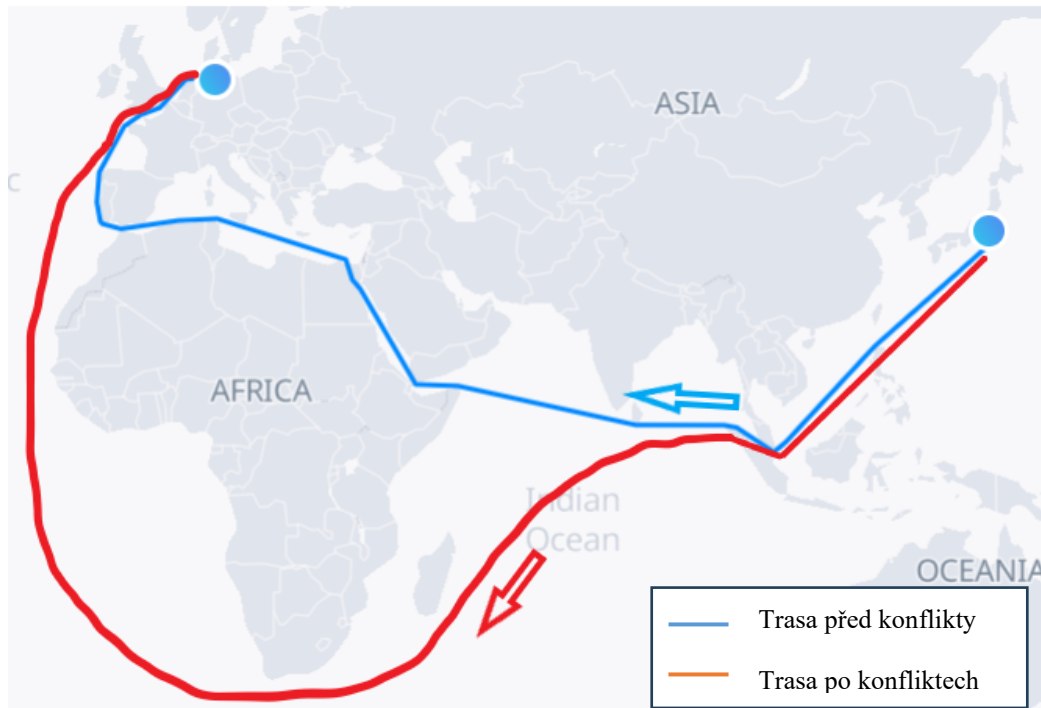 ASIA
c
AFRICA
Indian
Ocean
OCEANIA
Trasa před konflikty
Trasa po konfliktech